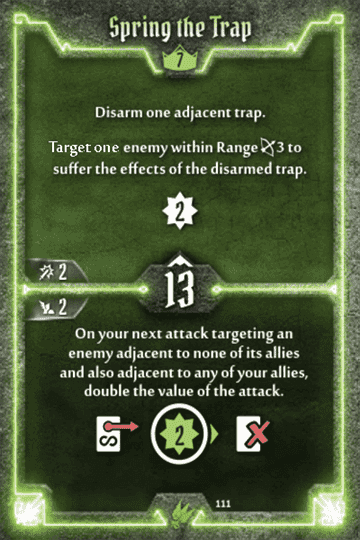 Spring the Trap
7
Disarm one adjacent trap.
Target one enemy within Range 3 to
suffer the effects of the disarmed trap.
2
2
13
2
On your next attack targeting an
enemy adjacent to none of its allies
and also adjacent to any of your allies,
double the value of the attack.
S 2 X
111